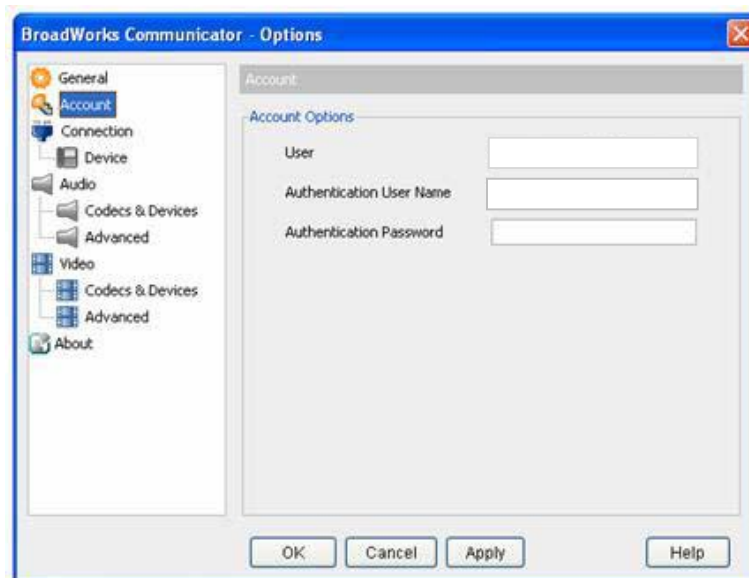 BroadWorks Communicator - Options
General
Account
Connection
Device
Audio
Codecs & Devices
Advanced
Video
Codecs & Devices
Advanced
About
Account
Account Options
User
Authentication User Name
Authentication Password
OK
Cancel
Apply
Help